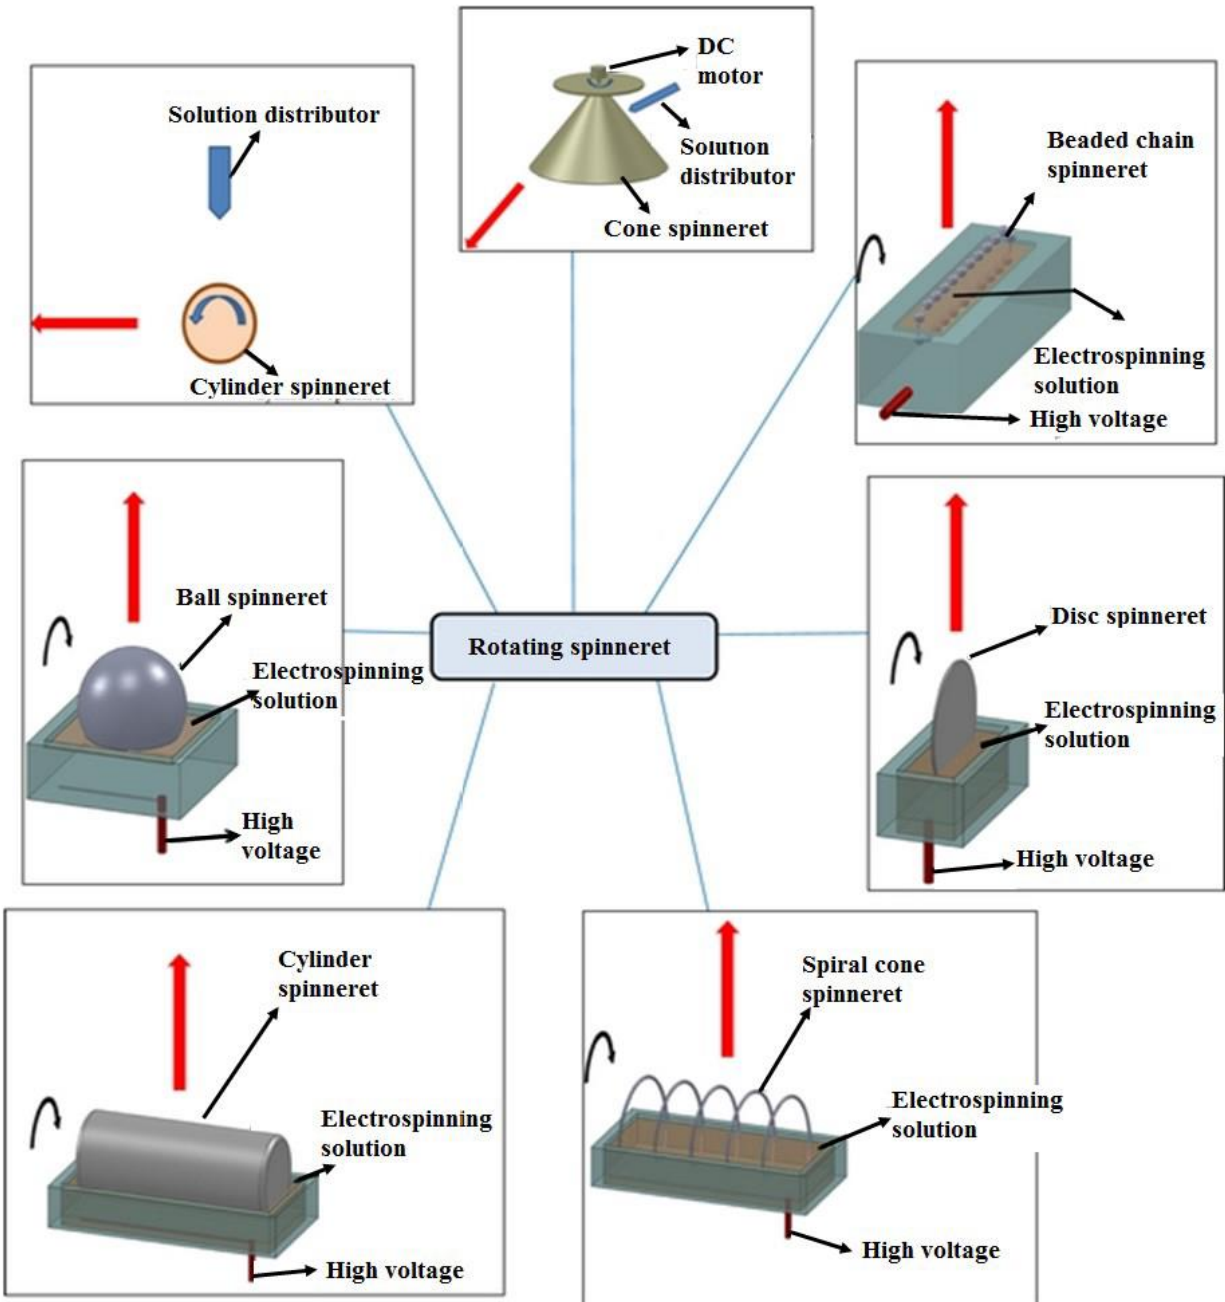 DC
motor
Solution
distributor
Cone spinneret
Solution distributor
Cylinder spinneret
Beaded chain
spinneret
Electrospinning
solution
High voltage
Ball spinneret
Electrospinning
solution
High
voltage
Rotating spinneret
Disc spinneret
Electrospinning
solution
High voltage
Cylinder
spinneret
Electrospinning
solution
High voltage
Spiral cone
spinneret
Electrospinning
solution
High voltage